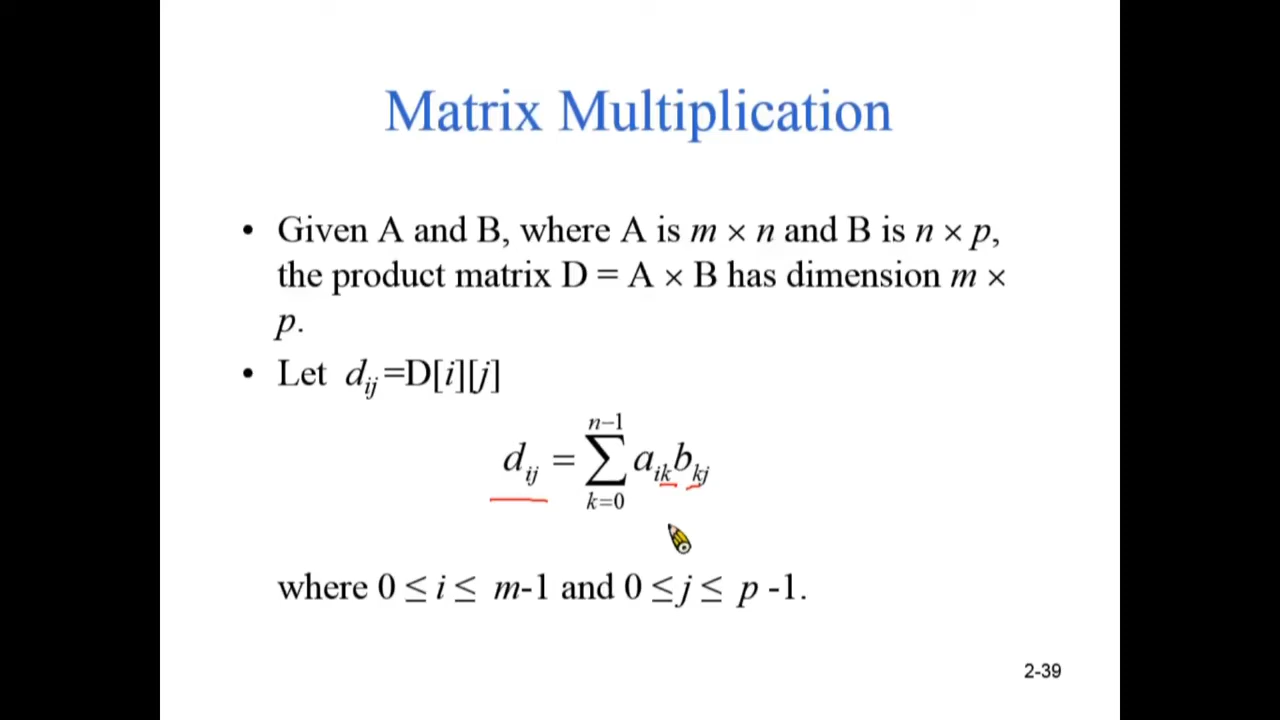 Matrix Multiplication
• Given A and B, where A is m × n and B is n × p,
the product matrix D = A × B has dimension m ×
p.
• Let d_ij=D[i][j]
d_ij = ∑_{k=0}^{n−1} a_ik b_kj
where 0 ≤ i ≤ m-1 and 0 ≤ j ≤ p -1.
2-39